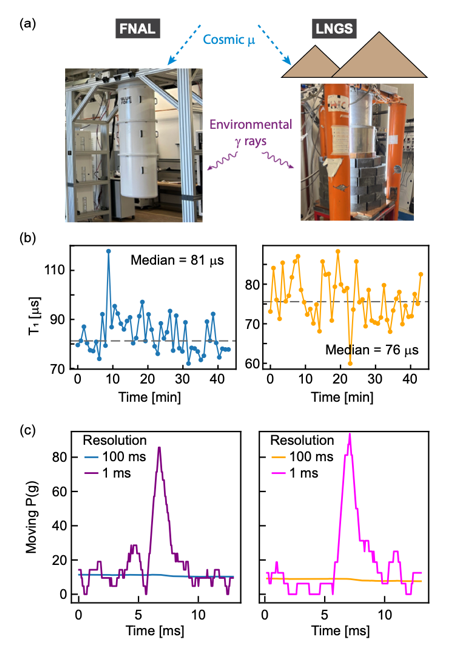 (a)
FNAL
LNGS
Cosmic μ
Environmental
γ rays
(b)
110
90
70
T₁ [μs]
Median = 81 μs
0 10 20 30 40
Time [min]
90
80
70
60
Median = 76 μs
0 10 20 30 40
Time [min]
(c)
Moving P(g)
80
60
40
20
0
Resolution
100 ms
1 ms
0 5 10
Time [ms]
Resolution
100 ms
1 ms
0 5 10
Time [ms]